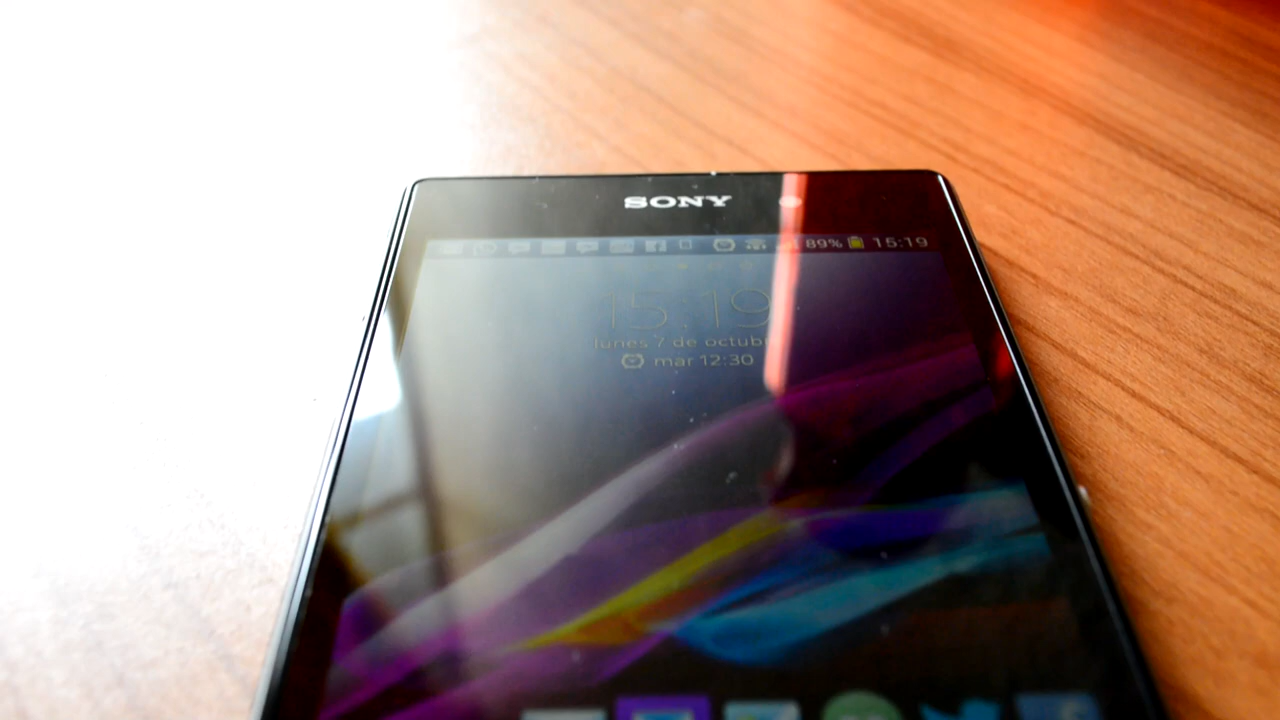 SONY
89% 15:19
15:19
lunes 7 de octub
mar 12:30